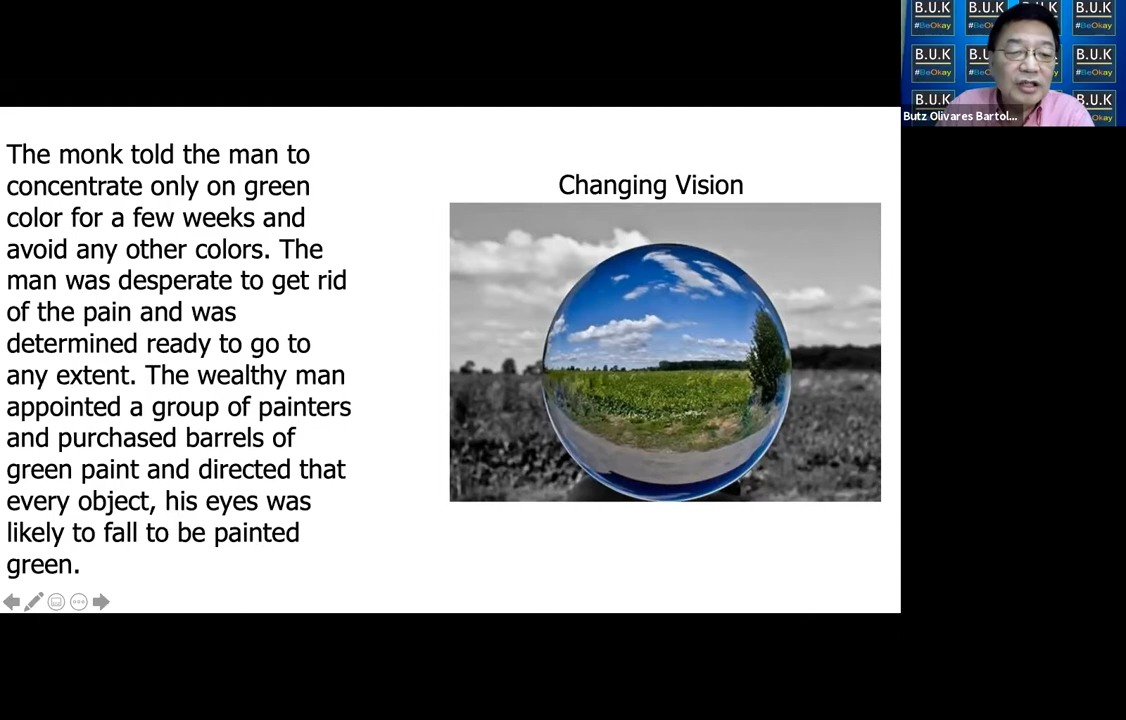 The monk told the man to
concentrate only on green
color for a few weeks and
avoid any other colors. The
man was desperate to get rid
of the pain and was
determined ready to go to
any extent. The wealthy man
appointed a group of painters
and purchased barrels of
green paint and directed that
every object, his eyes was
likely to fall to be painted
green.
Changing Vision
B.U.K B.U.K B.U.K
#BeOkay #BeOkay
B.U.K B.U.K
#BeOkay #BeOkay
B.U.K B.U.K
Butz Olivares Bartol...